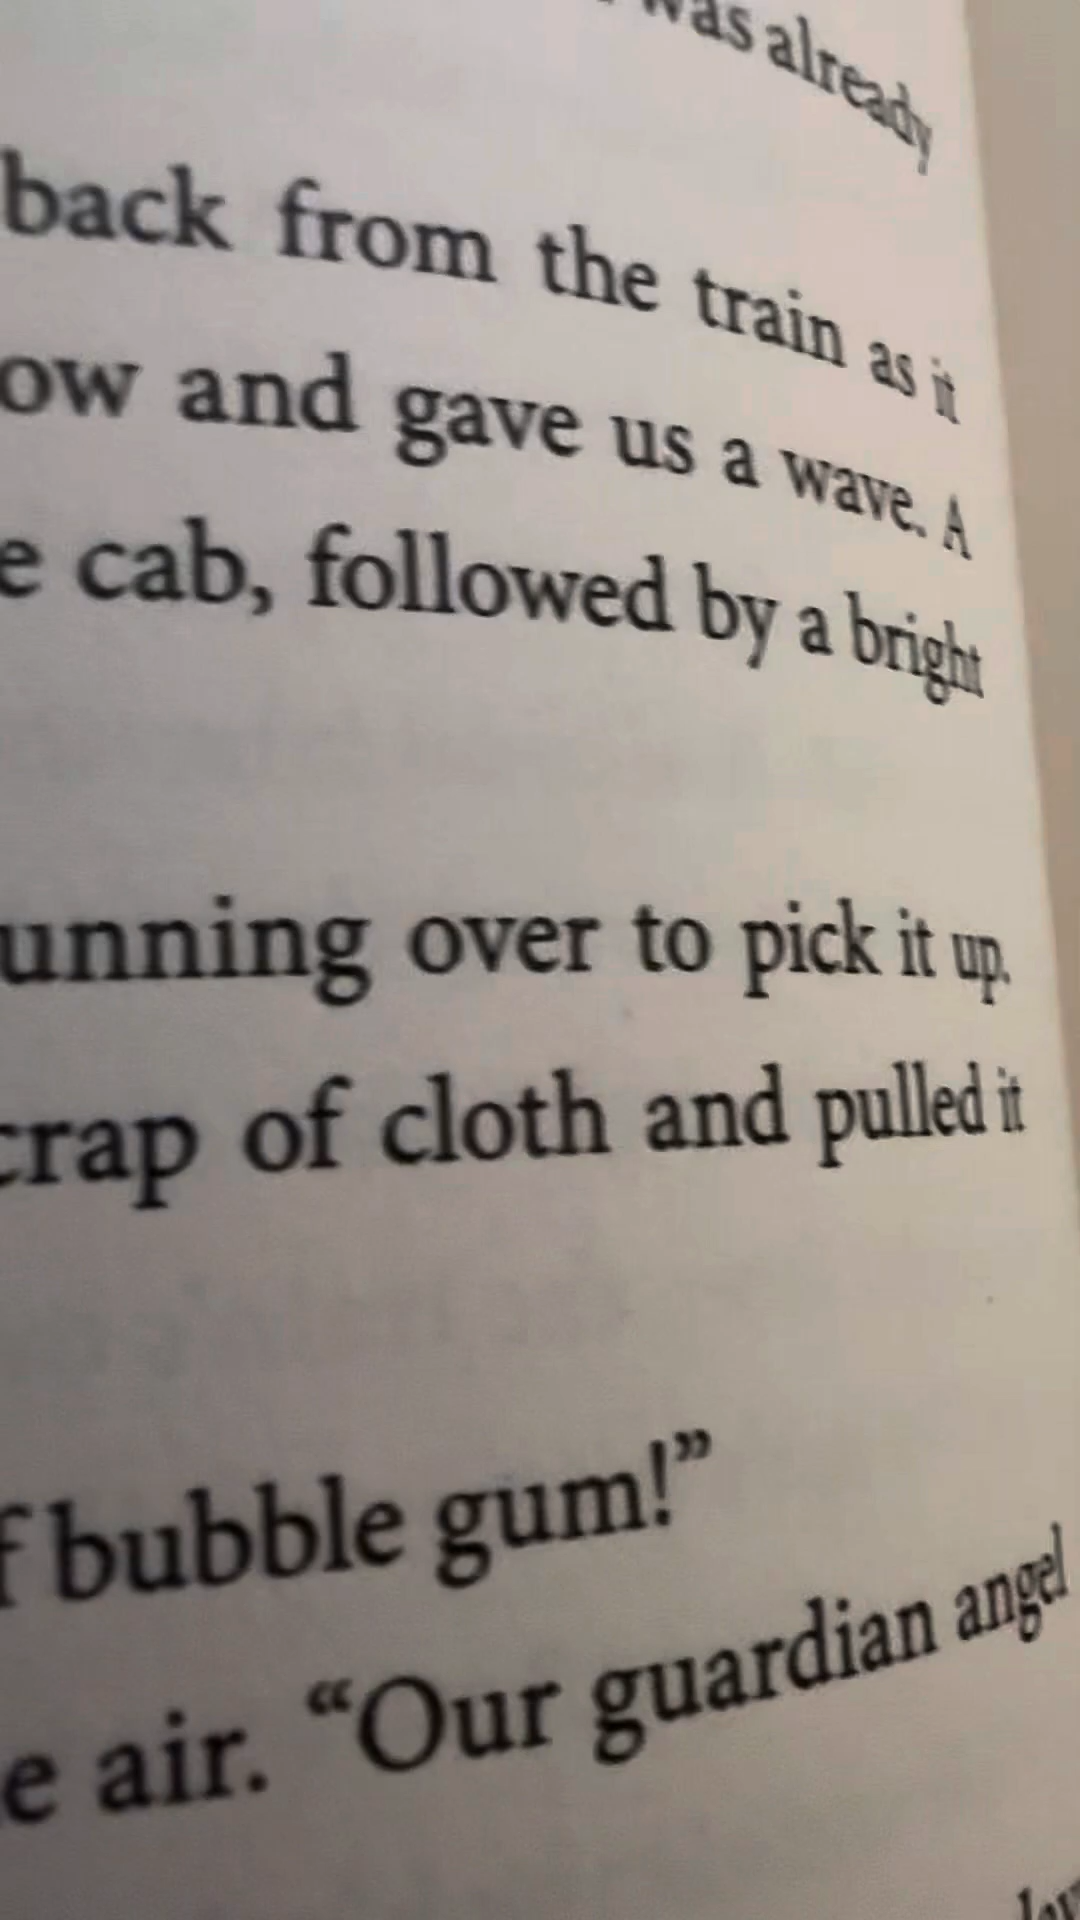 was already
back from the train as it
ow and gave us a wave. A
e cab, followed by a bright
unning over to pick it up.
crap of cloth and pulled it
f bubble gum!”
e air. “Our guardian angel